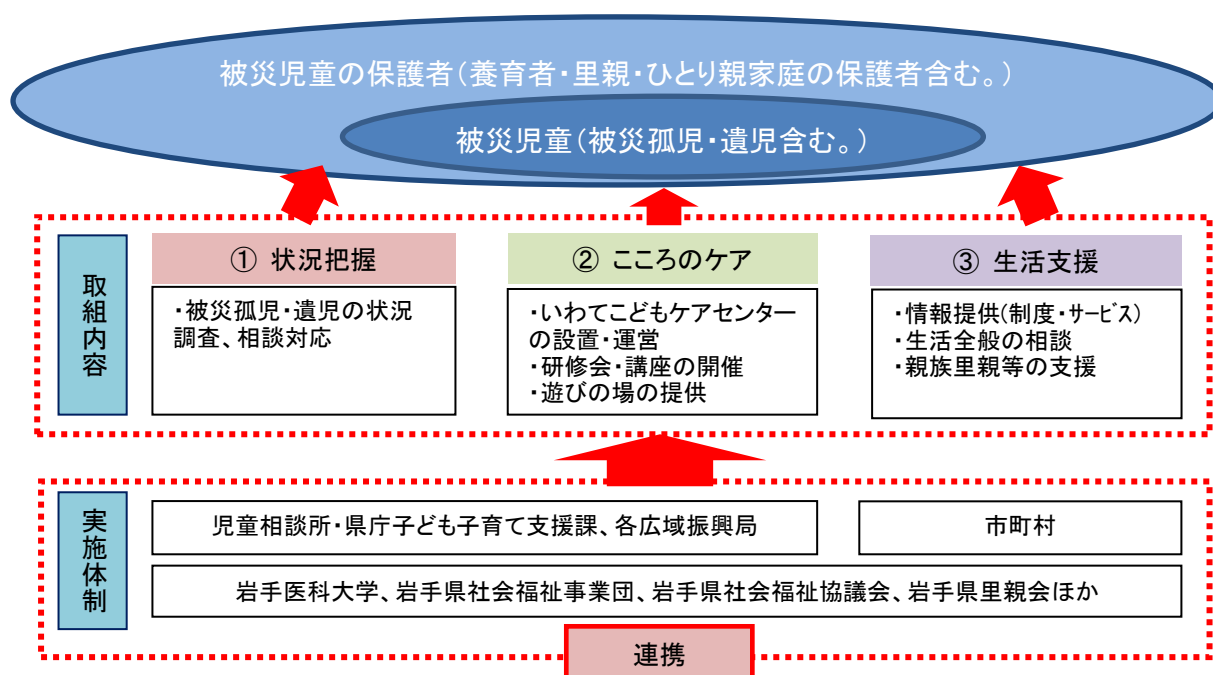 被災児童の保護者(養育者・里親・ひとり親家庭の保護者含む。)
被災児童(被災孤児・遺児含む。)
取組内容
① 状況把握
・被災孤児・遺児の状況
調査、相談対応
② こころのケア
・いわてこどもケアセンター
の設置・運営
・研修会・講座の開催
・遊びの場の提供
③ 生活支援
・情報提供(制度・サービス)
・生活全般の相談
・親族里親等の支援
実施体制
児童相談所・県庁子ども子育て支援課、各広域振興局
市町村
岩手医科大学、岩手県社会福祉事業団、岩手県社会福祉協議会、岩手県里親会ほか
連携